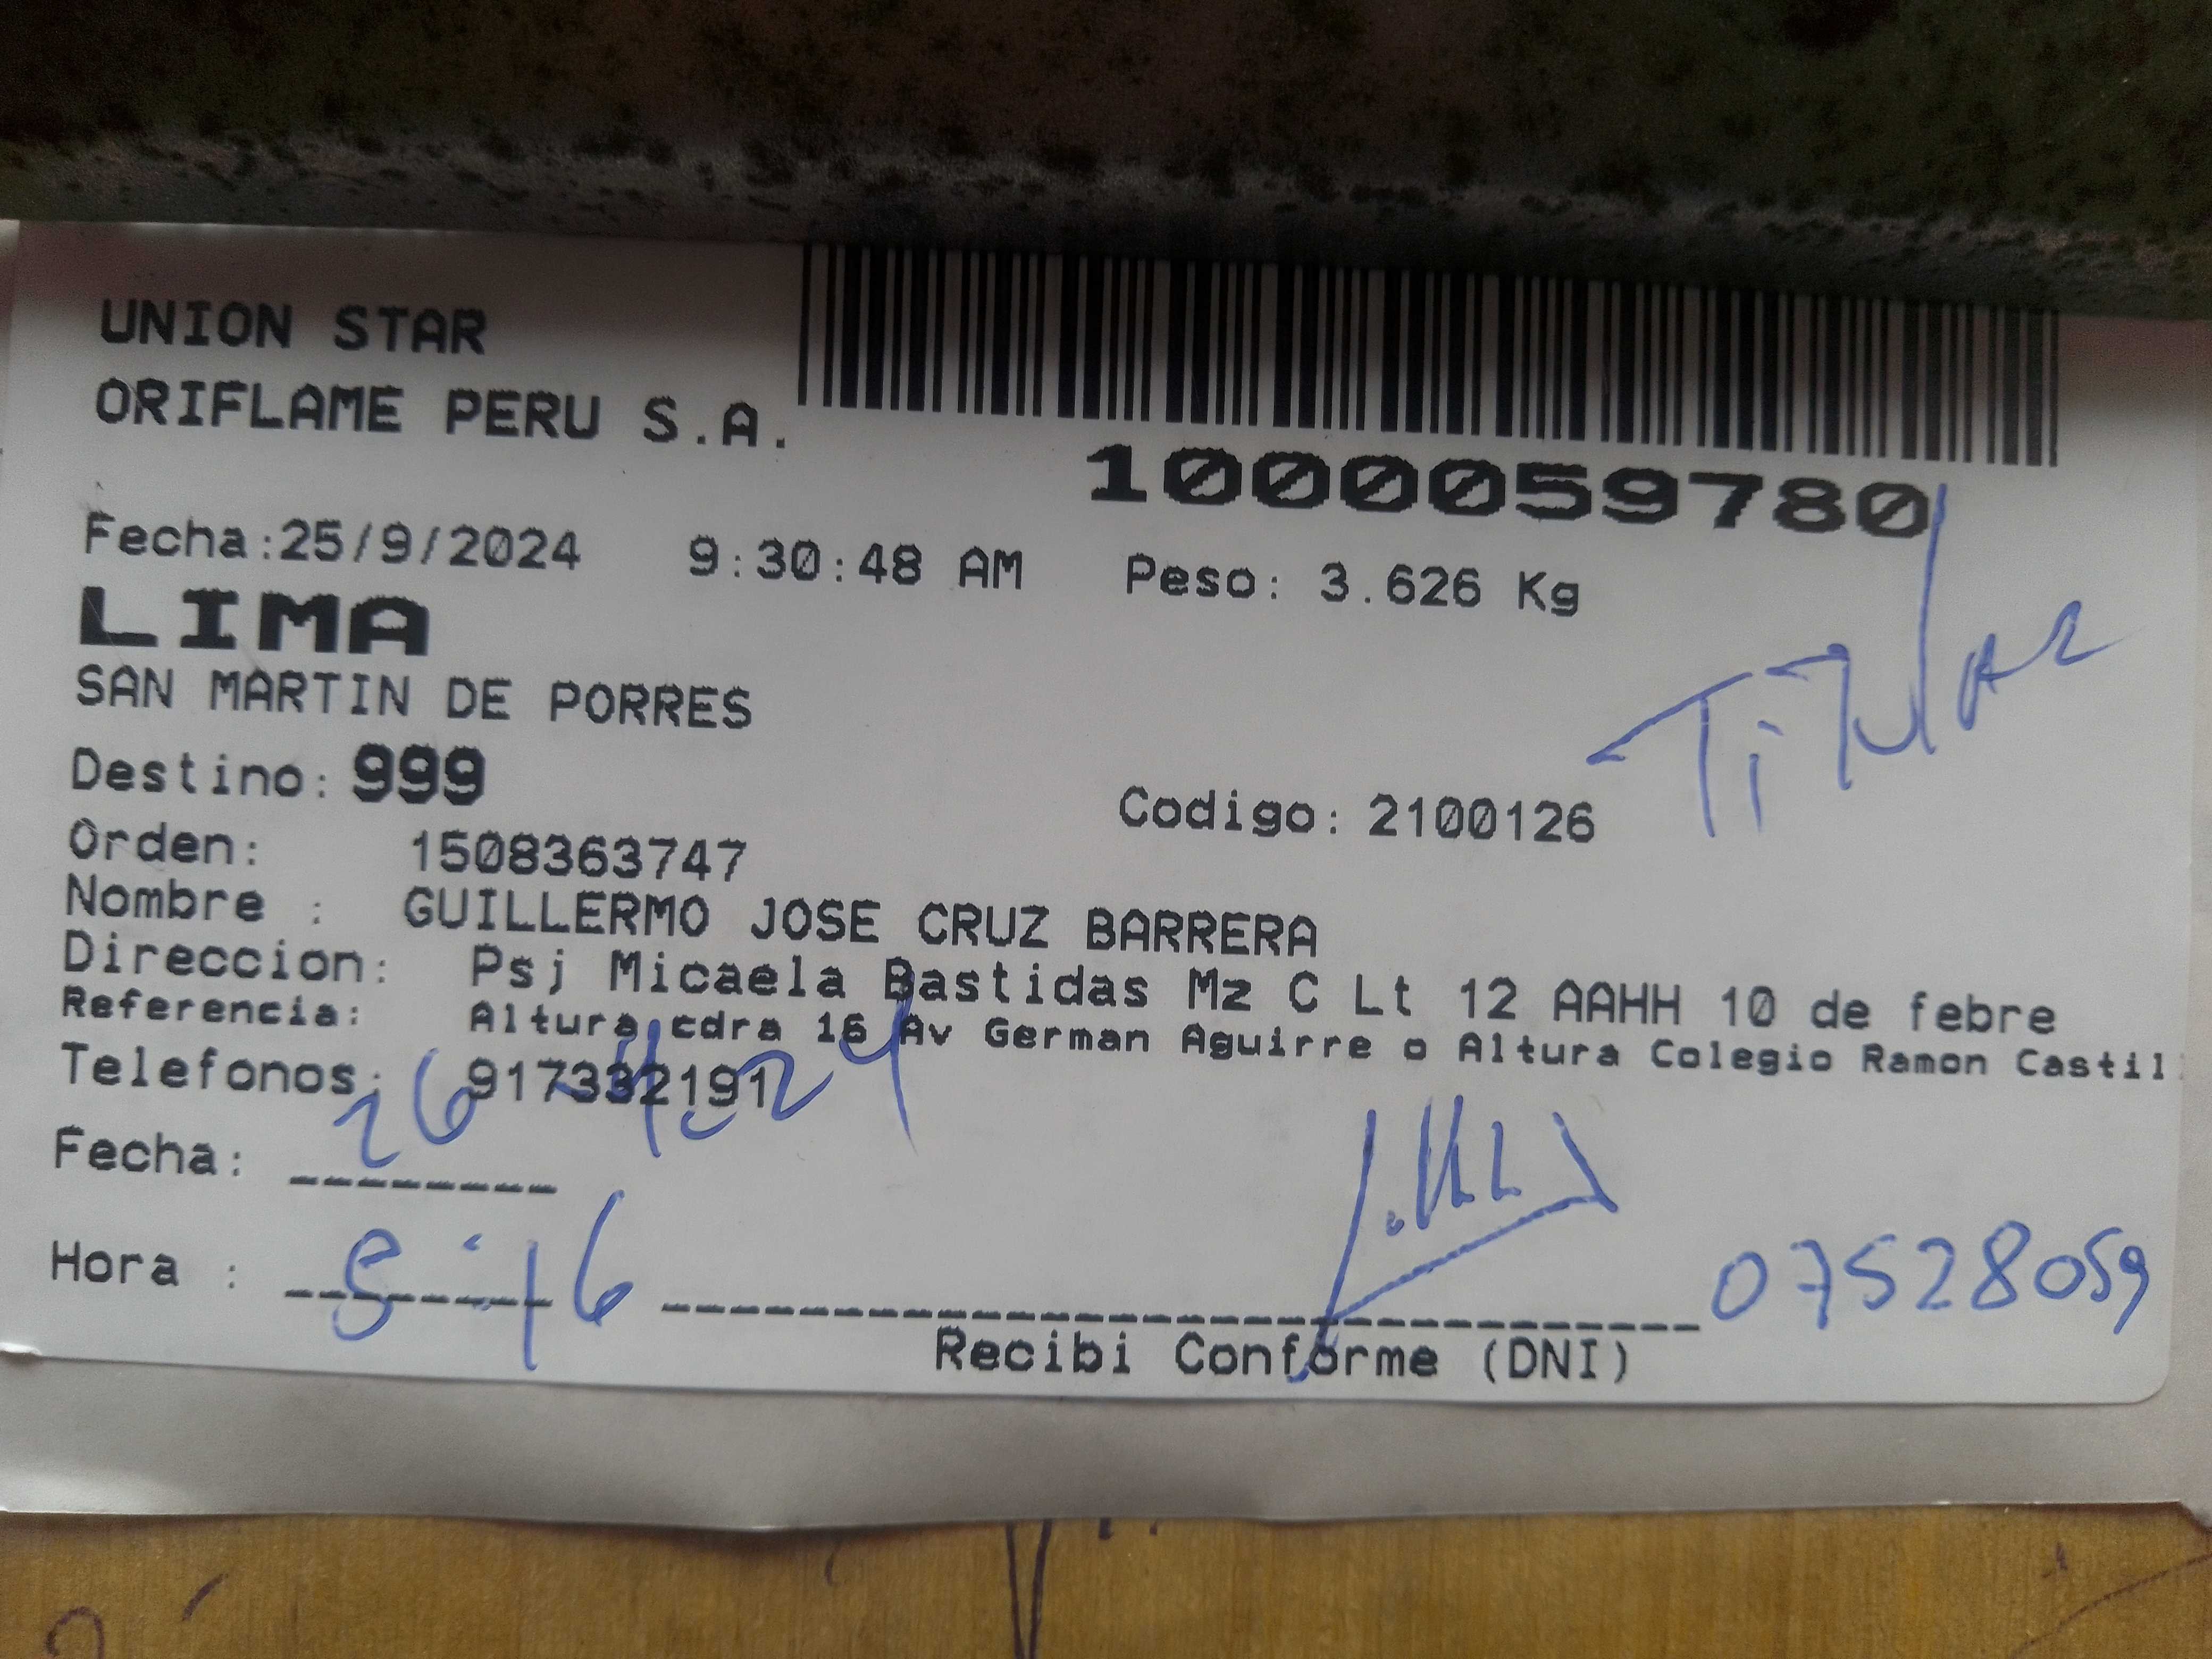 UNION STAR
ORIFLAME PERU S.A.
1000059780
Fecha:25/9/2024 9:30:48 AM Peso: 3.626 Kg
LIMA
SAN MARTIN DE PORRES
Titular
Destino: 999
Codigo: 2100126
Orden: 1508363747
Nombre : GUILLERMO JOSE CRUZ BARRERA
Direccion: Psj Micaela Bastidas Mz C Lt 12 AAHH 10 de febre
Referencia: Altura cdra 16 Av German Aguirre o Altura Colegio Ramon Castil
Telefonos: 917332191
Fecha:
Hora : 8:16 07528059
Recibi Conforme (DNI)